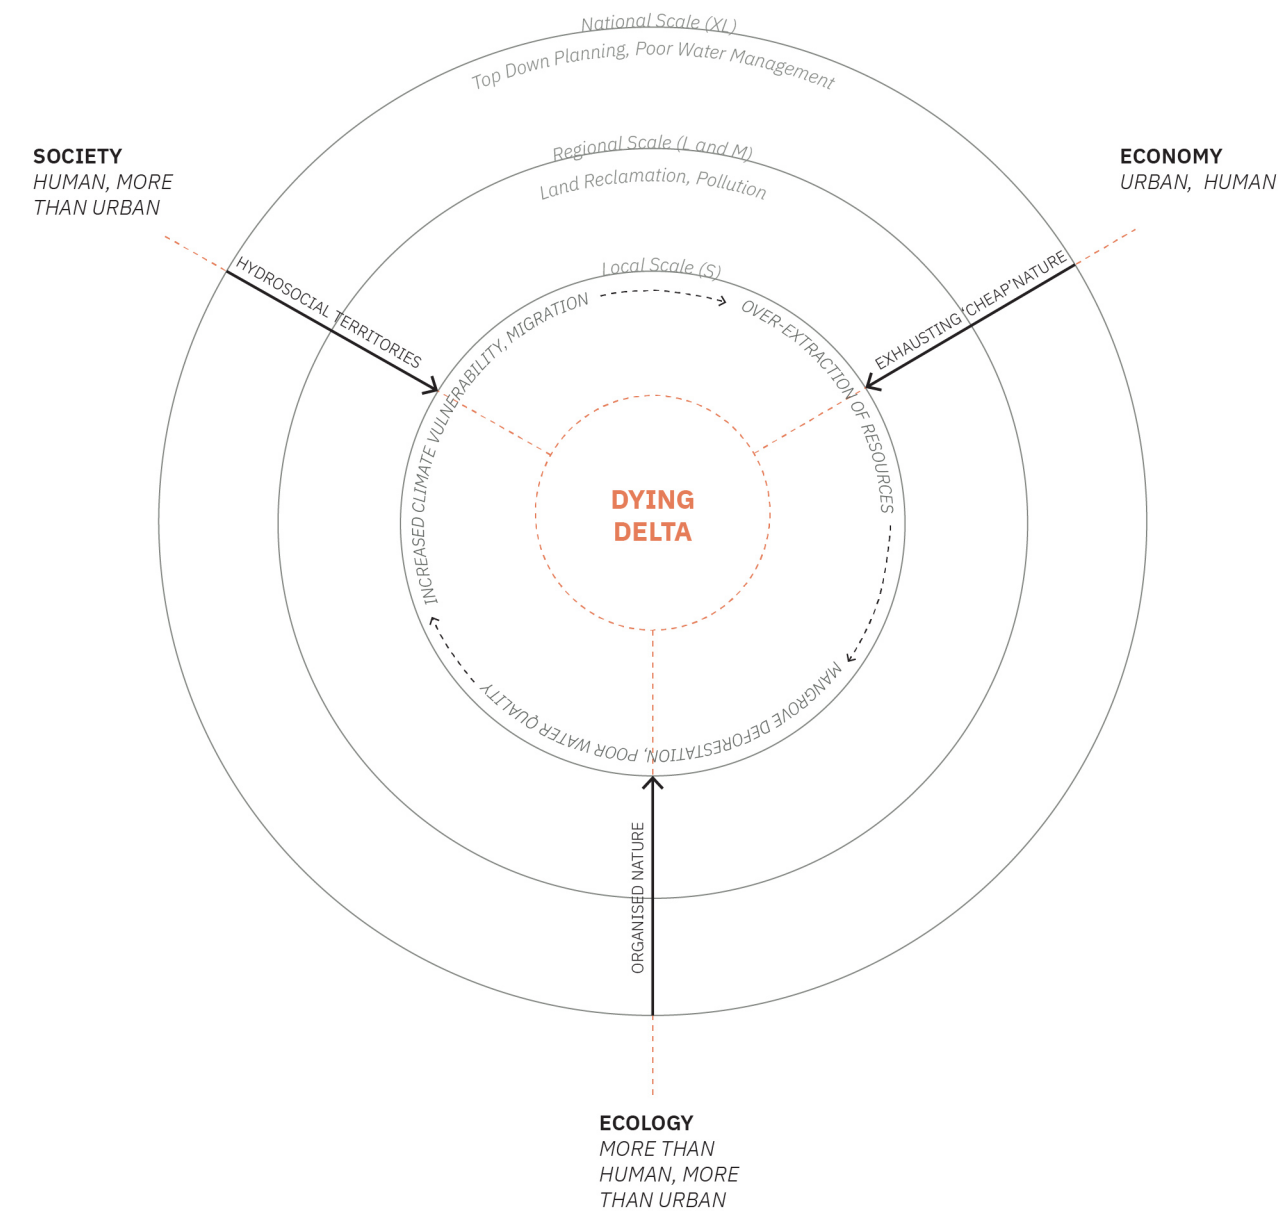 National Scale (XL)
Top Down Planning, Poor Water Management
Regional Scale (L and M)
Land Reclamation, Pollution
Local Scale (S)
SOCIETY
HUMAN, MORE
THAN URBAN
ECONOMY
URBAN, HUMAN
HYDROSOCIAL TERRITORIES
EXHAUSTING ‘CHEAP’NATURE
INCREASED CLIMATE VULNERABILITY, MIGRATION
OVER-EXTRACTION OF RESOURCES
DYING
DELTA
MANGROVE DEFORESTATION, POOR WATER QUALITY
ORGANISED NATURE
ECOLOGY
MORE THAN
HUMAN, MORE
THAN URBAN